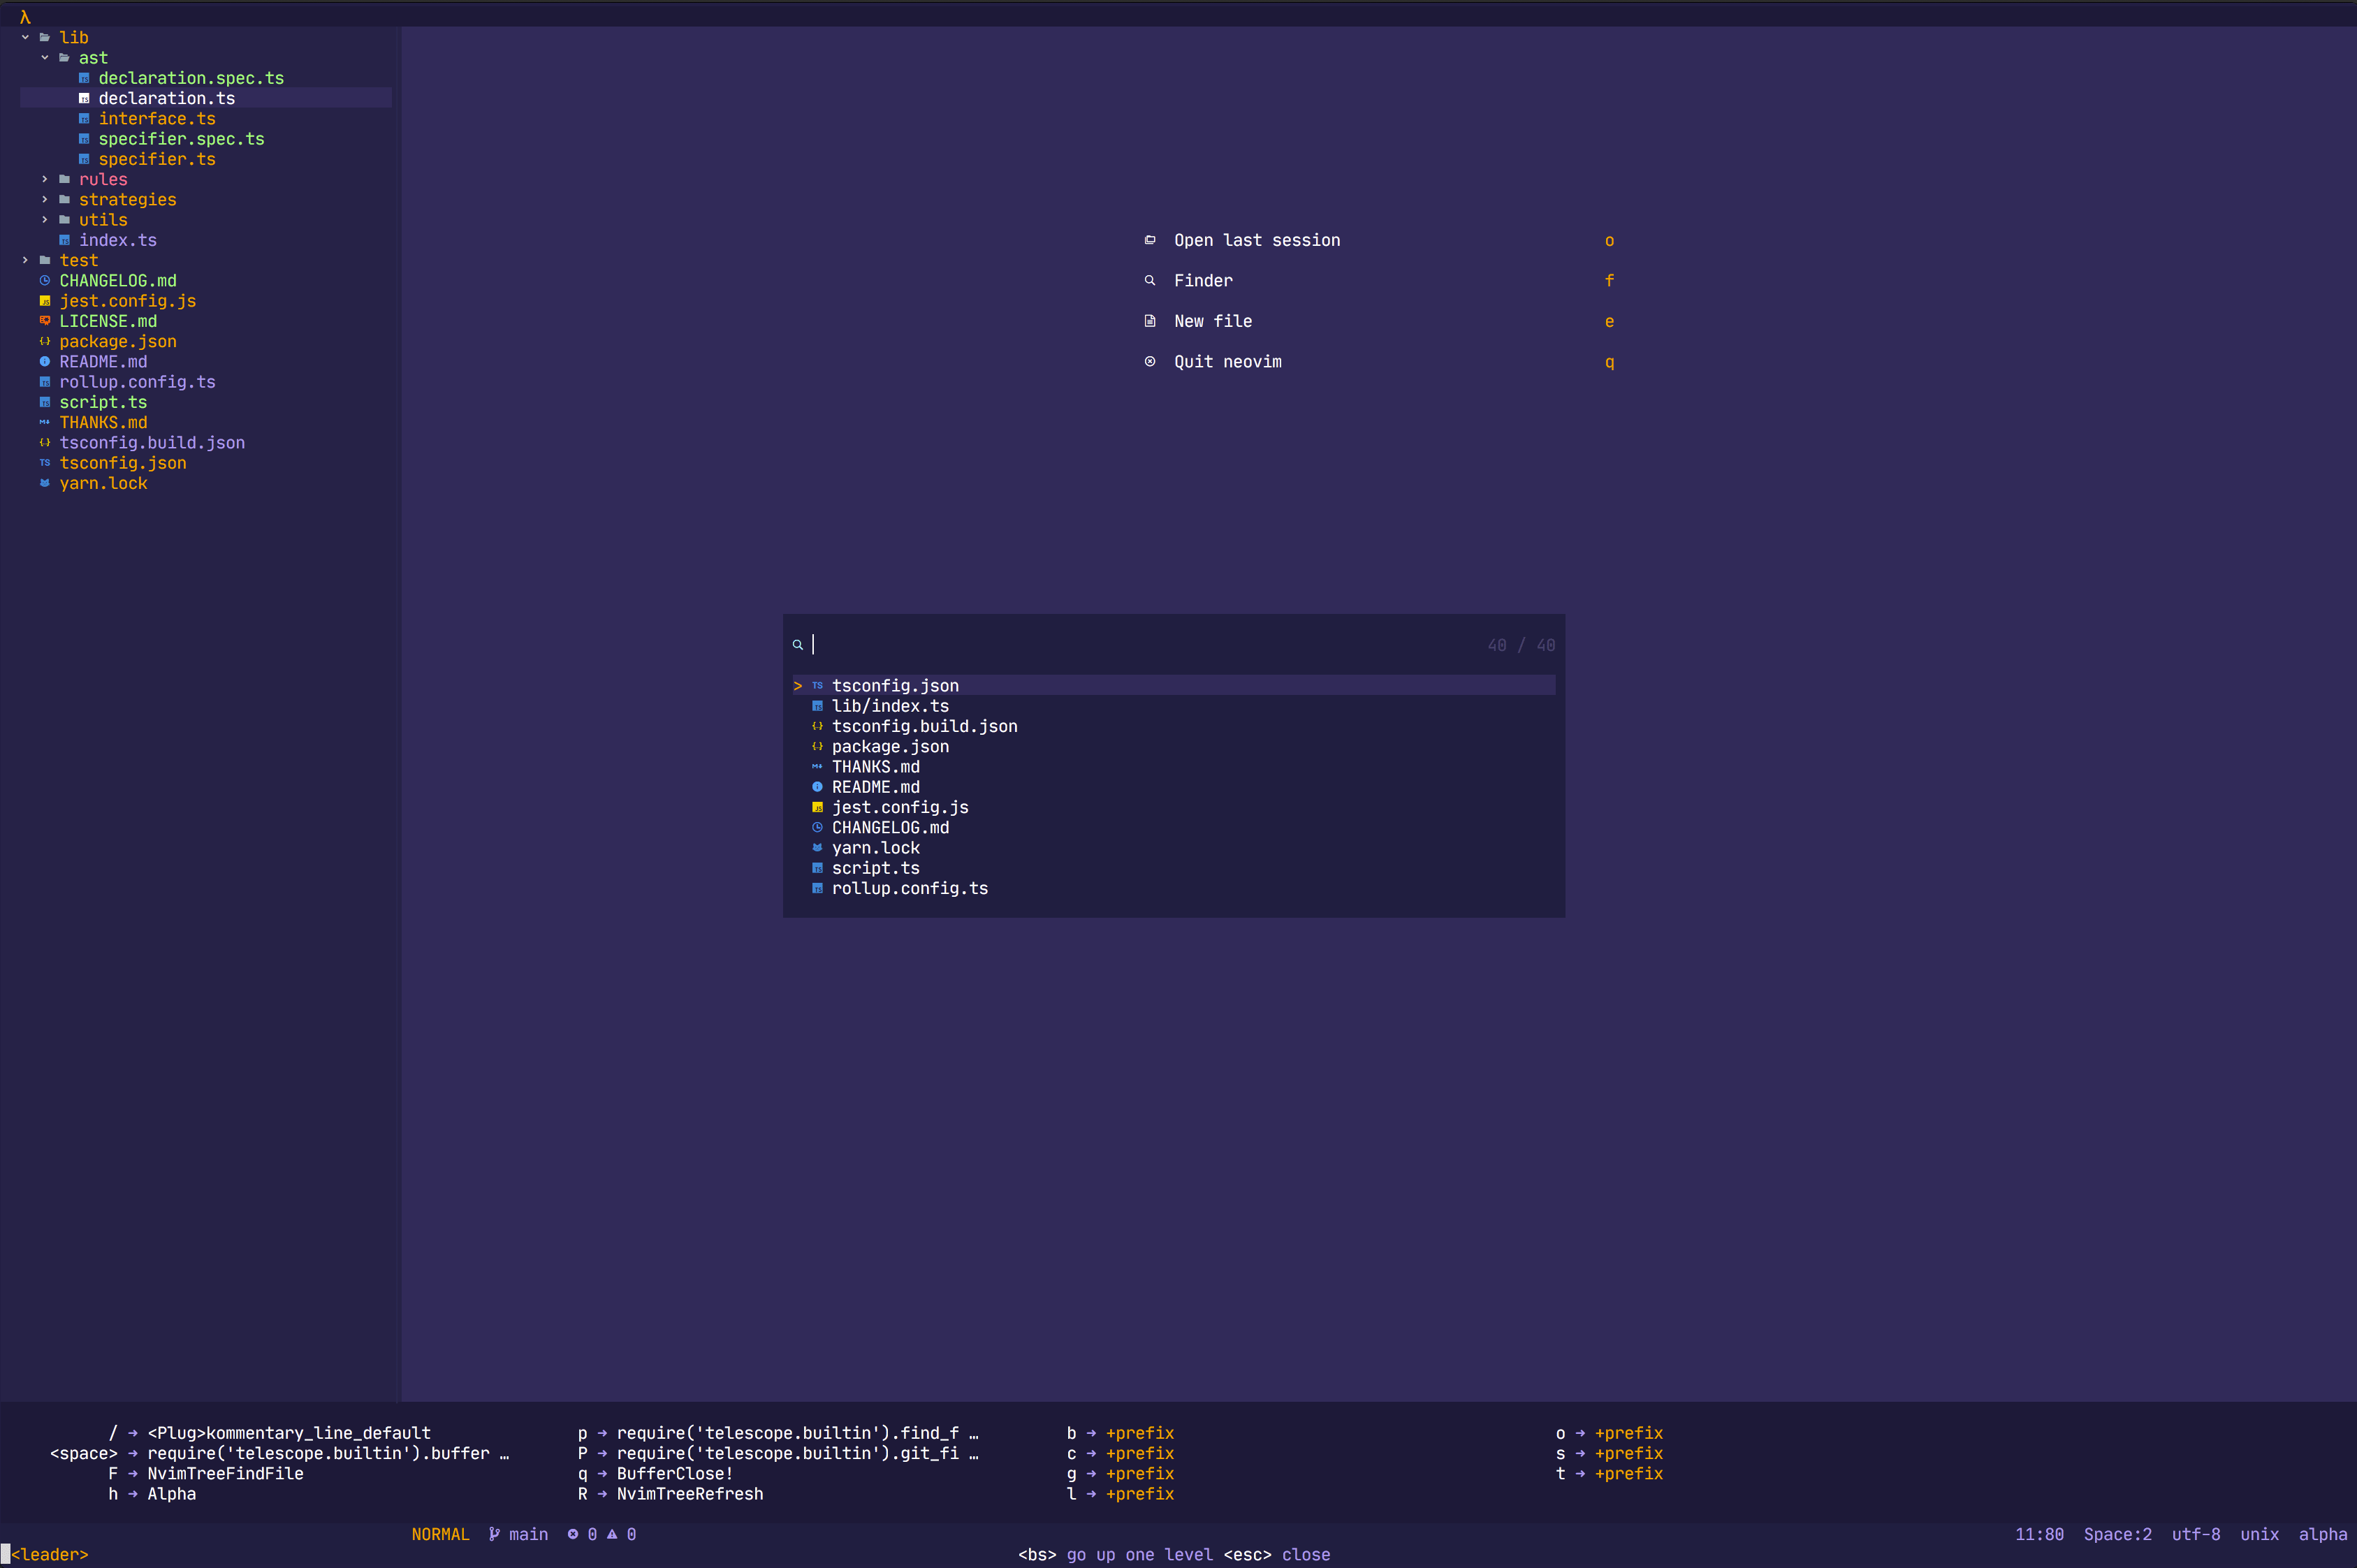 λ
lib
ast
declaration.spec.ts
declaration.ts
interface.ts
specifier.spec.ts
specifier.ts
rules
strategies
utils
index.ts
test
CHANGELOG.md
jest.config.js
LICENSE.md
package.json
README.md
rollup.config.ts
script.ts
THANKS.md
tsconfig.build.json
tsconfig.json
yarn.lock
Open last session o
Finder f
New file e
Quit neovim q
40 / 40
> TS tsconfig.json
lib/index.ts
tsconfig.build.json
package.json
THANKS.md
README.md
jest.config.js
CHANGELOG.md
yarn.lock
script.ts
rollup.config.ts
/ → <Plug>kommentary_line_default p → require('telescope.builtin').find_f … b → +prefix o → +prefix
<space> → require('telescope.builtin').buffer … P → require('telescope.builtin').git_fi … c → +prefix s → +prefix
F → NvimTreeFindFile q → BufferClose! g → +prefix t → +prefix
h → Alpha R → NvimTreeRefresh l → +prefix
NORMAL main 0 0 11:80 Space:2 utf-8 unix alpha
<leader> <bs> go up one level <esc> close